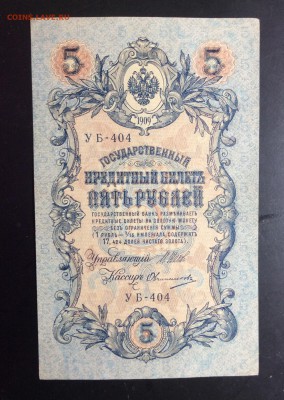 COINS.LAVE.RU
5 5
1909
УБ-404
ГОСУДАРСТВЕННЫЙ
КРЕДИТНЫЙ БИЛЕТЪ
ПЯТЬ РУБЛЕЙ
ГОСУДАРСТВЕННЫЙ БАНКЪ РАЗМѢНИВАЕТЪ
КРЕДИТНЫЕ БИЛЕТЫ НА ЗОЛОТУЮ МОНЕТУ
БЕЗЪ ОГРАНИЧЕНІЯ СУММЫ
(1 РУБЛЬ = 1/15 ИМПЕРІАЛА, СОДЕРЖИТЪ
17,424 ДОЛЕЙ ЧИСТАГО ЗОЛОТА)
Управляющій
Кассиръ
УБ-404
5